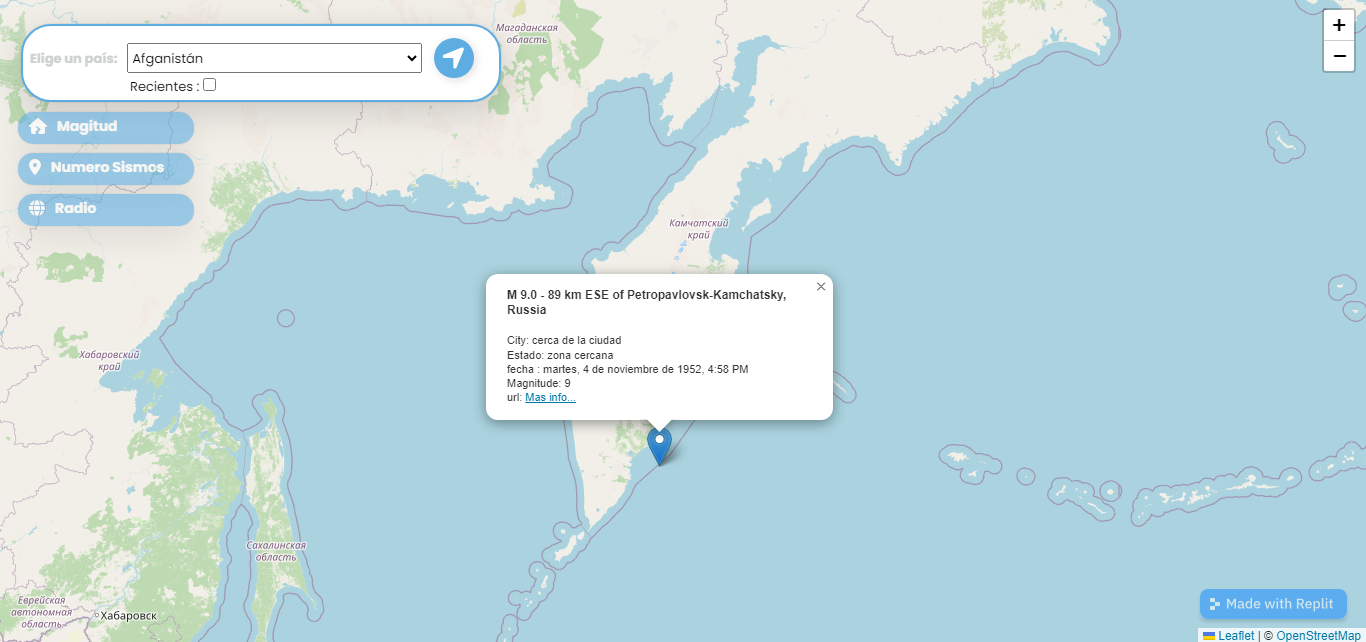 Магаданская
область
+
−
Elige un país:
Afganistán
Recientes :
Magitud
Numero Sismos
Radio
Камчатский
край
×
M 9.0 - 89 km ESE of Petropavlovsk-Kamchatsky,
Russia
City: cerca de la ciudad
Estado: zona cercana
fecha : martes, 4 de noviembre de 1952, 4:58 PM
Magnitude: 9
url: Mas info...
Хабаровский
край
Сахалинская
область
Еврейская
автономная
область
Хабаровск
Made with Replit
Leaflet | © OpenStreetMap